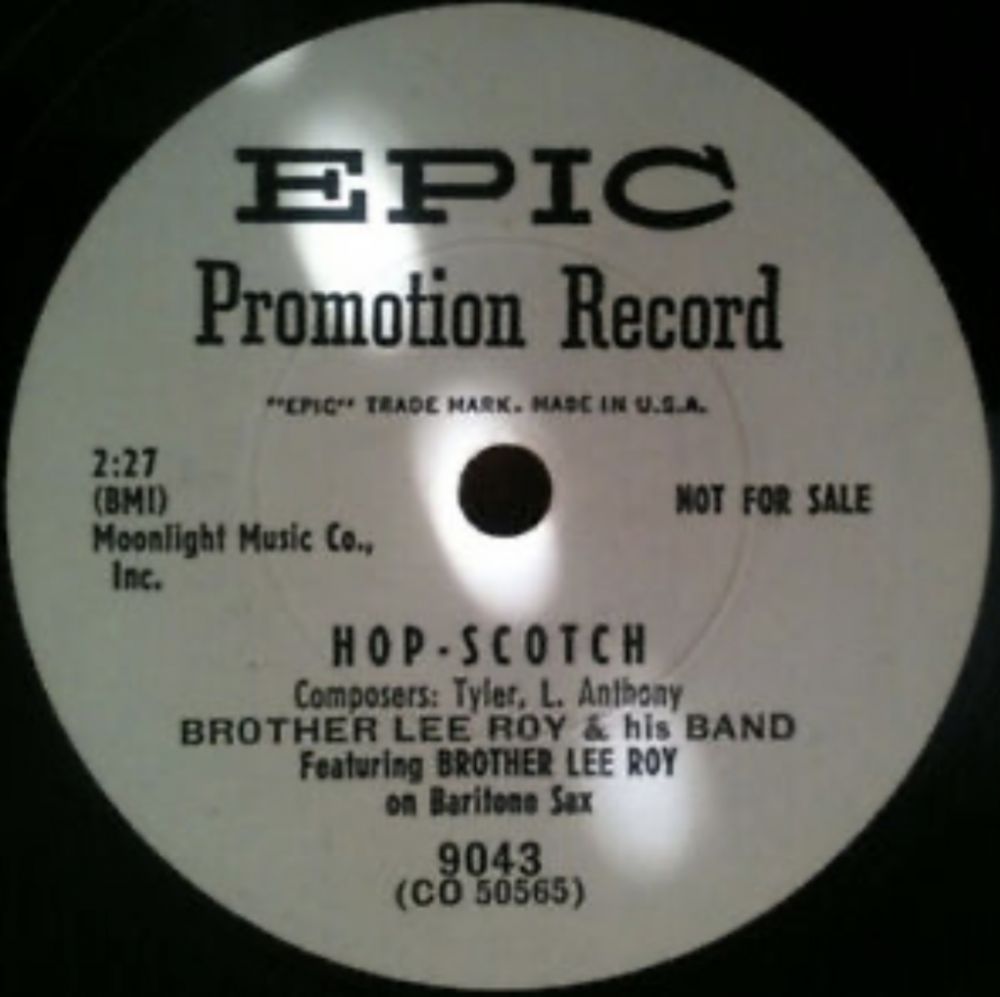 EPIC
Promotion Record
"EPIC" TRADE MARK. MADE IN U.S.A.
2:27
(BMI)
Moonlight Music Co.,
Inc.
NOT FOR SALE
HOP-SCOTCH
Composers: Tyler, L. Anthony
BROTHER LEE ROY & his BAND
Featuring BROTHER LEE ROY
on Baritone Sax
9043
(CO 50565)